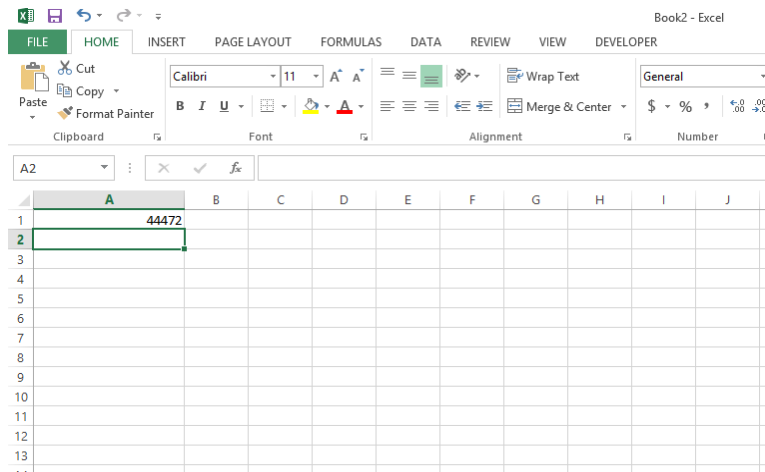 Book2 - Excel
FILE HOME INSERT PAGE LAYOUT FORMULAS DATA REVIEW VIEW DEVELOPER
Cut
Calibri 11 A A Wrap Text General
Copy
Paste B I U A Merge & Center $ % , .00
Format Painter
Clipboard Font Alignment Number
A2 fx
A B C D E F G H I J
1 44472
2
3
4
5
6
7
8
9
10
11
12
13